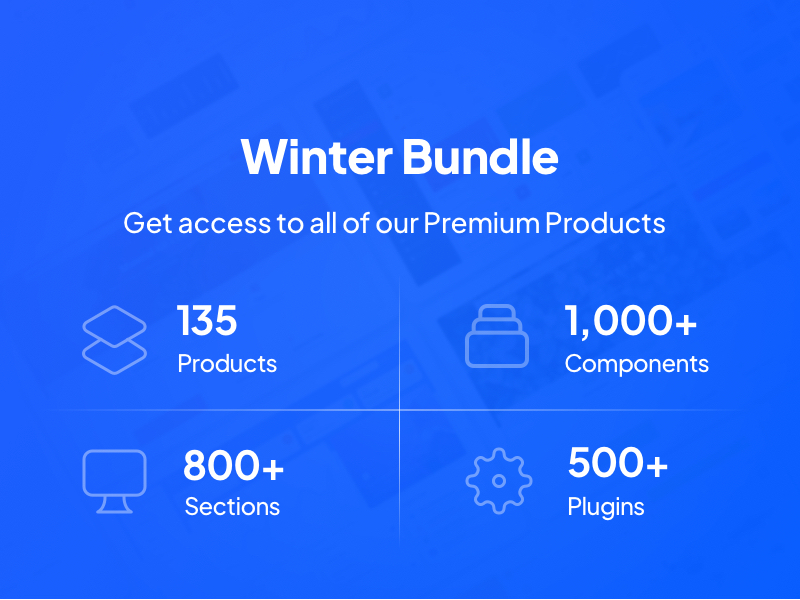 Winter Bundle
Get access to all of our Premium Products
135
Products
1,000+
Components
800+
Sections
500+
Plugins